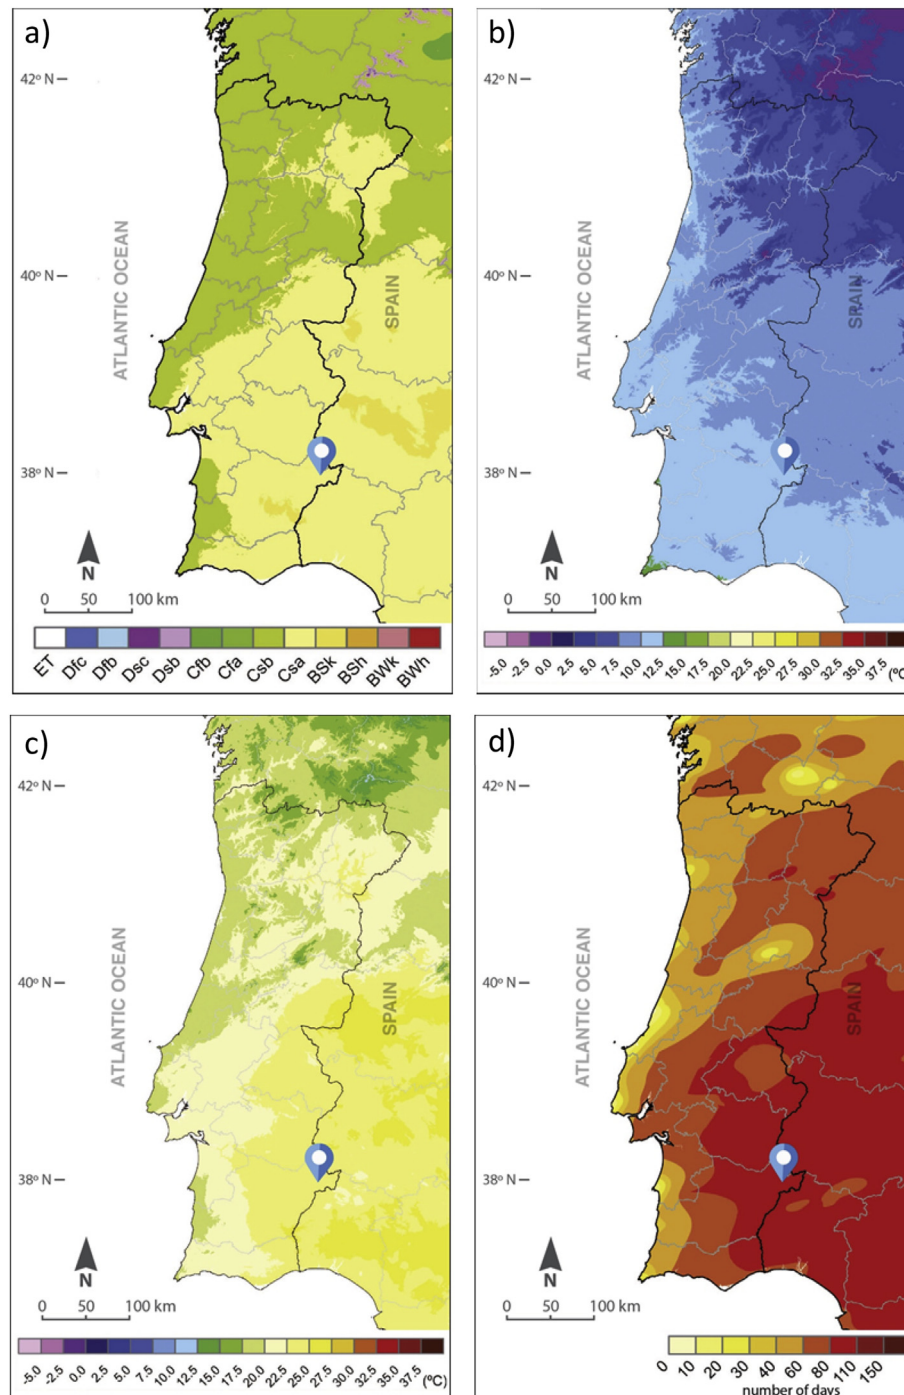 a)
42° N
40° N
38° N
ATLANTIC OCEAN
SPAIN
N
0 50 100 km
ET Dfc Dfb Dsc Dsb Cfb Cfa Csb Csa BSk BSh BWk BWh
b)
ATLANTIC OCEAN
SPAIN
N
0 50 100 km
-5.0 -2.5 0.0 2.5 5.0 7.5 10.0 12.5 15.0 17.5 20.0 22.5 25.0 27.5 30.0 32.5 35.0 37.5 (ºC)
c)
42° N
40° N
38° N
ATLANTIC OCEAN
SPAIN
N
0 50 100 km
-5.0 -2.5 0.0 2.5 5.0 7.5 10.0 12.5 15.0 17.5 20.0 22.5 25.0 27.5 30.0 32.5 35.0 37.5 (ºC)
d)
42° N
40° N
38° N
ATLANTIC OCEAN
SPAIN
N
0 50 100 km
0 10 20 30 40 60 80 110 150
number of days